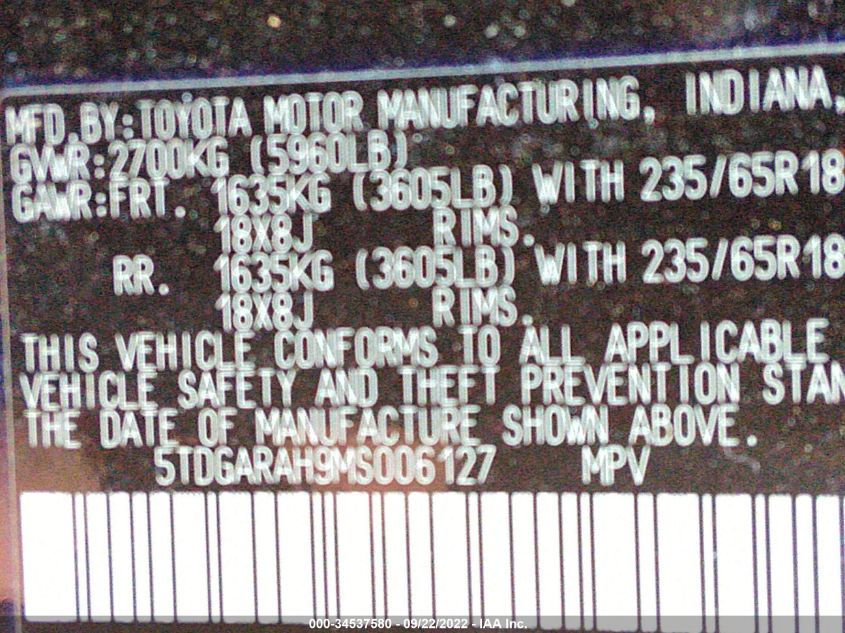 MFD.BY:TOYOTA MOTOR MANUFACTURING, INDIANA,
GVWR:2700KG (5960LB)
GAWR:FRT. 1635KG (3605LB) WITH 235/65R18
18X8J RIMS.
RR. 1635KG (3605LB) WITH 235/65R18
18X8J RIMS.
THIS VEHICLE CONFORMS TO ALL APPLICABLE
VEHICLE SAFETY AND THEFT PREVENTION STAN
THE DATE OF MANUFACTURE SHOWN ABOVE.
5TDGARAH9MS006127 MPV
000-34537580 - 09/22/2022 - IAA Inc.